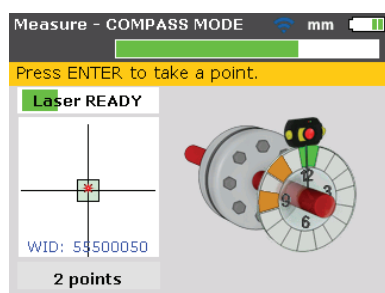 Measure - COMPASS MODE mm
Press ENTER to take a point.
Laser READY
12
3
9
6
WID: 55500050
2 points